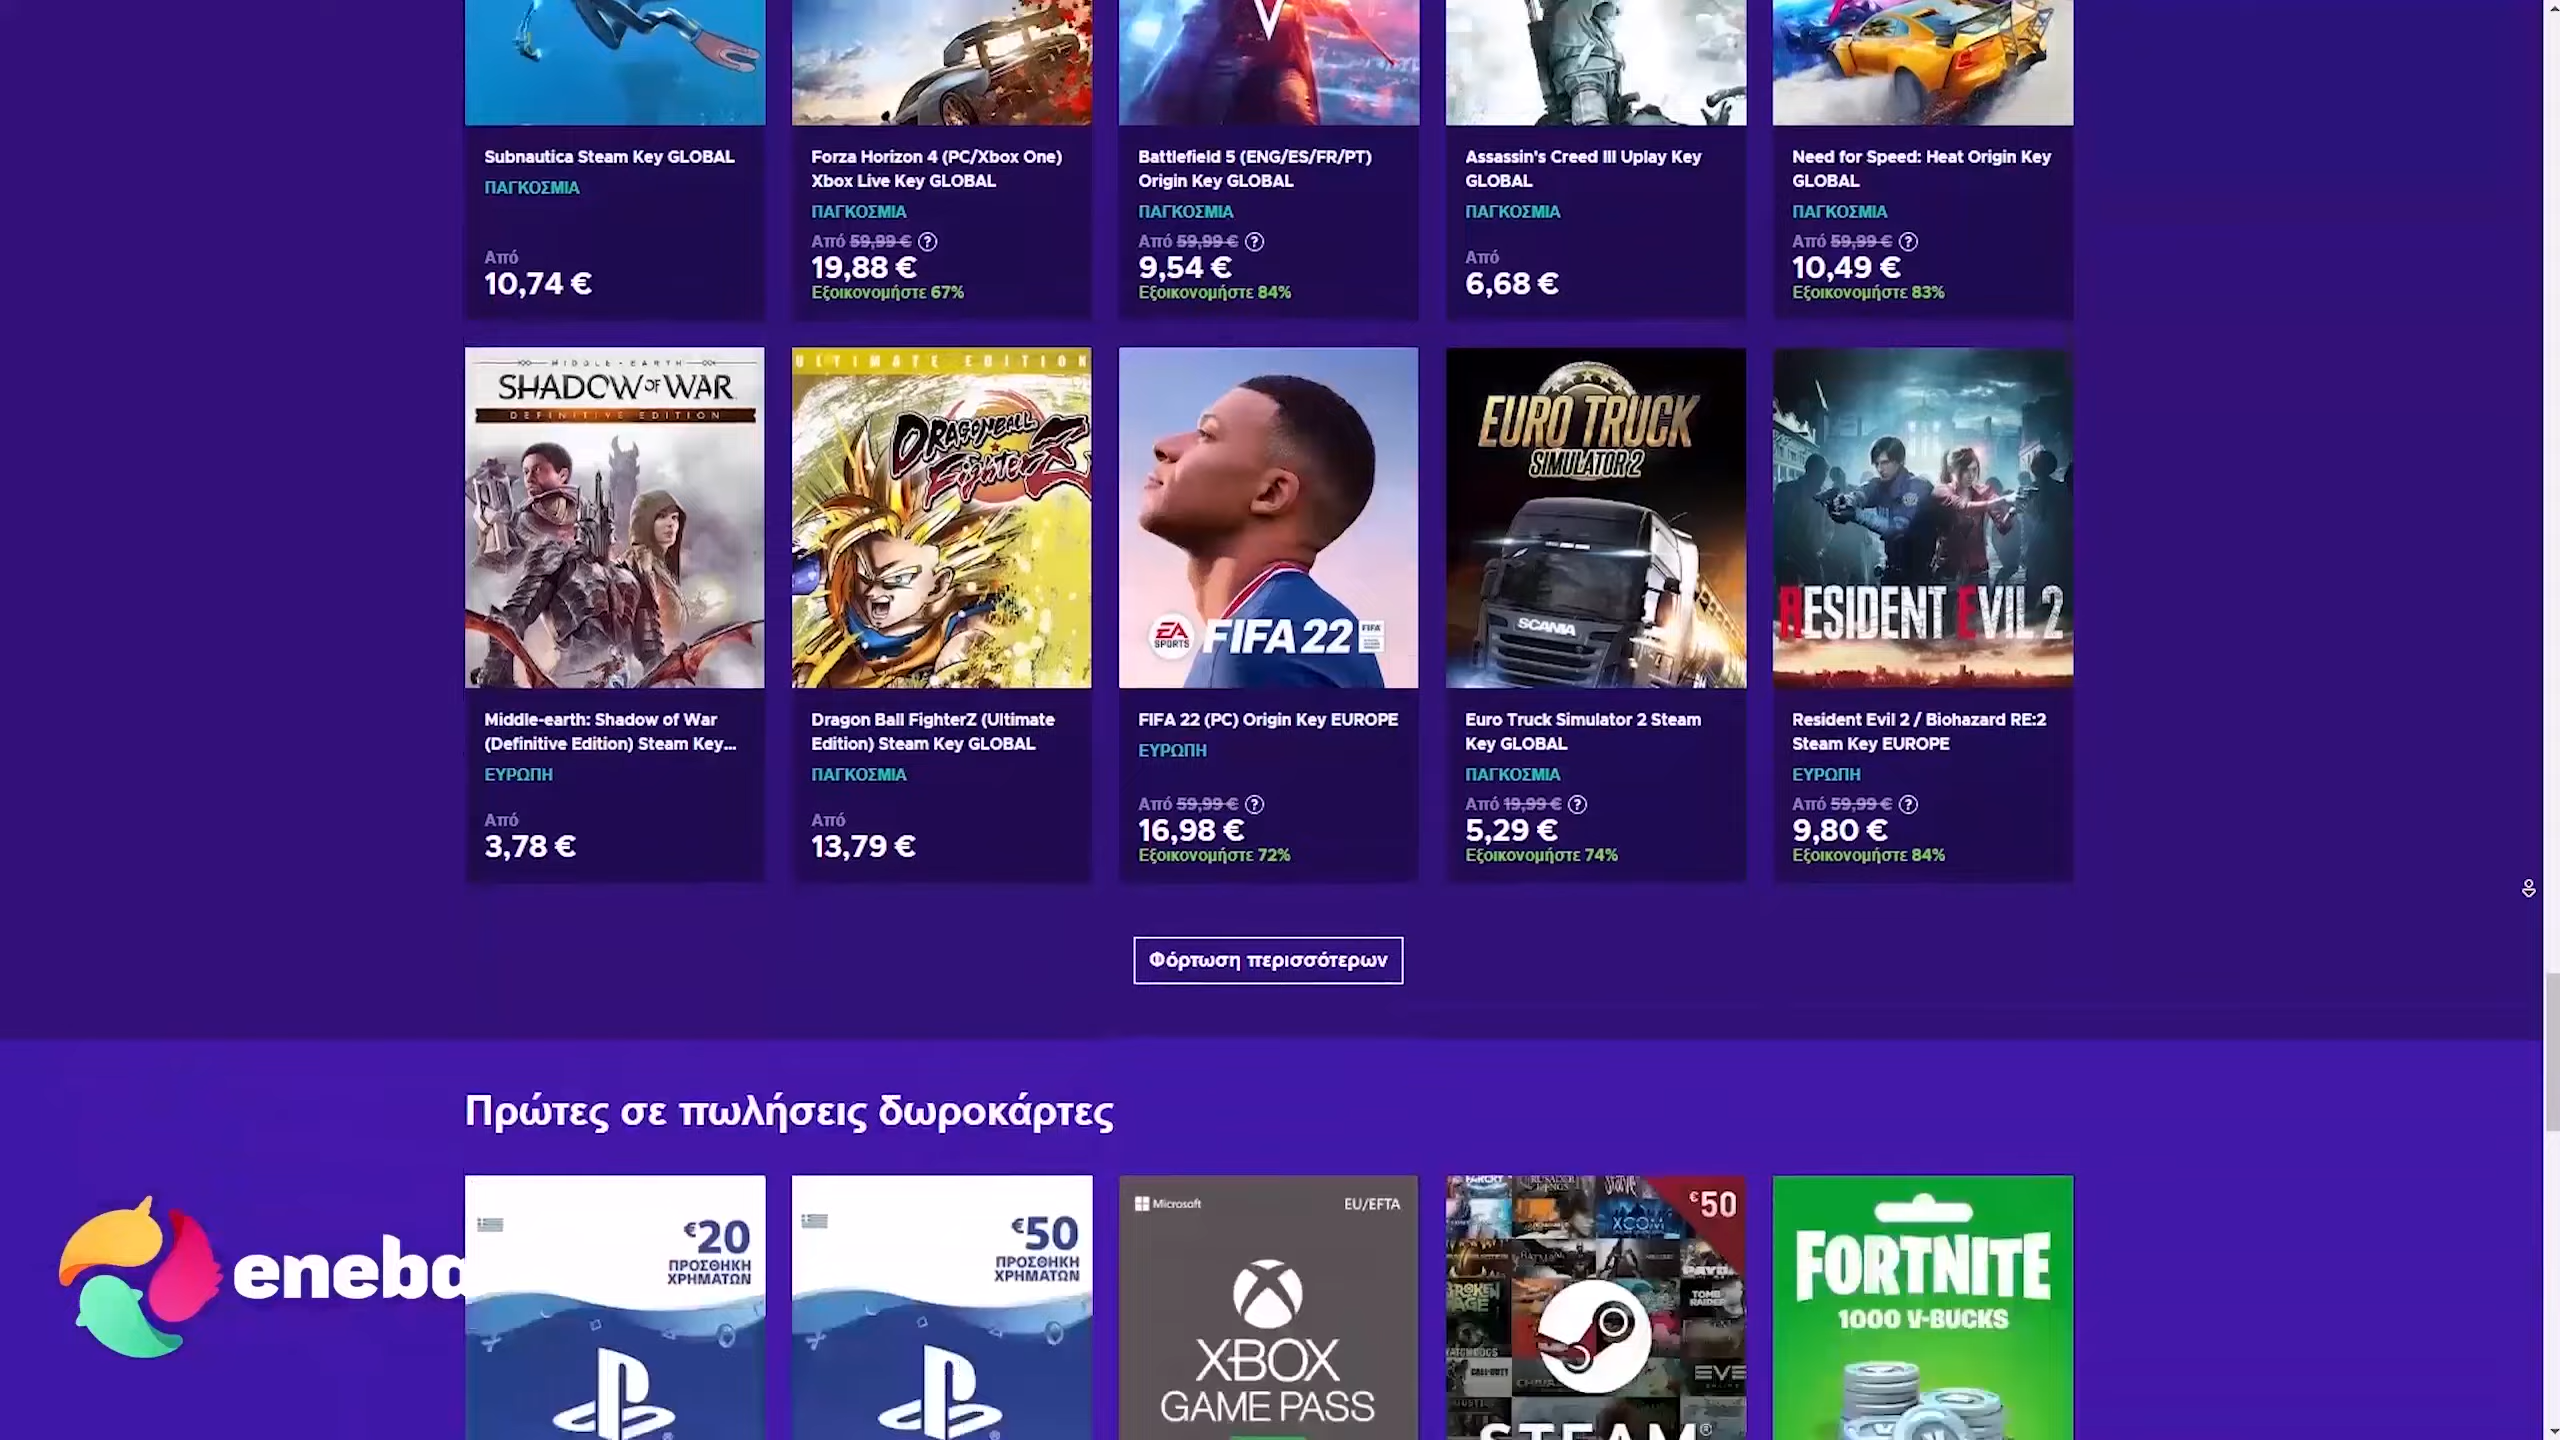 Subnautica Steam Key GLOBAL
ΠΑΓΚΟΣΜΙΑ
Από
10,74 €
Forza Horizon 4 (PC/Xbox One)
Xbox Live Key GLOBAL
ΠΑΓΚΟΣΜΙΑ
Από 59,99 € ?
19,88 €
Εξοικονομήστε 67%
V
Battlefield 5 (ENG/ES/FR/PT)
Origin Key GLOBAL
ΠΑΓΚΟΣΜΙΑ
Από 59,99 € ?
9,54 €
Εξοικονομήστε 84%
Assassin's Creed III Uplay Key
GLOBAL
ΠΑΓΚΟΣΜΙΑ
Από
6,68 €
Need for Speed: Heat Origin Key
GLOBAL
ΠΑΓΚΟΣΜΙΑ
Από 59,99 € ?
10,49 €
Εξοικονομήστε 83%
MIDDLE-EARTH
SHADOW OF WAR
DEFINITIVE EDITION
Middle-earth: Shadow of War
(Definitive Edition) Steam Key...
ΕΥΡΩΠΗ
Από
3,78 €
ULTIMATE EDITION
DRAGONBALL
FighterZ
Dragon Ball FighterZ (Ultimate
Edition) Steam Key GLOBAL
ΠΑΓΚΟΣΜΙΑ
Από
13,79 €
EA SPORTS FIFA 22 FIFA
FIFA 22 (PC) Origin Key EUROPE
ΕΥΡΩΠΗ
Από 59,99 € ?
16,98 €
Εξοικονομήστε 72%
EURO TRUCK
SIMULATOR 2
SCANIA
Euro Truck Simulator 2 Steam
Key GLOBAL
ΠΑΓΚΟΣΜΙΑ
Από 19,99 € ?
5,29 €
Εξοικονομήστε 74%
RESIDENT EVIL 2
Resident Evil 2 / Biohazard RE:2
Steam Key EUROPE
ΕΥΡΩΠΗ
Από 59,99 € ?
9,80 €
Εξοικονομήστε 84%
Φόρτωση περισσότερων
Πρώτες σε πωλήσεις δωροκάρτες
eneba
€20
ΠΡΟΣΘΗΚΗ
ΧΡΗΜΑΤΩΝ
€50
ΠΡΟΣΘΗΚΗ
ΧΡΗΜΑΤΩΝ
Microsoft
EU/EFTA
XBOX
GAME PASS
€50
XCOM
TOMB RAIDER
EVE
STEAM®
FORTNITE
1000 V-BUCKS